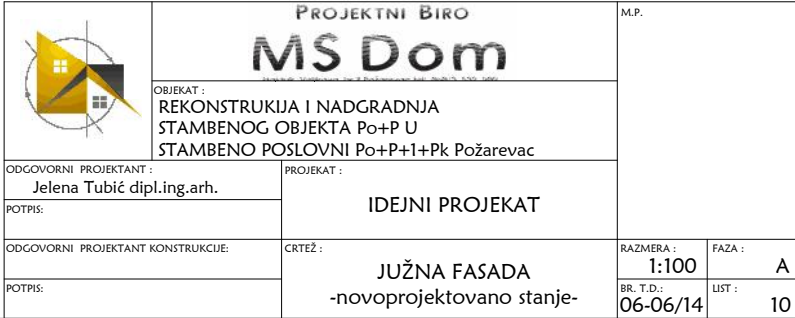 PROJEKTNI BIRO
MS Dom
M.P.
OBJEKAT :
REKONSTRUKIJA I NADGRADNJA
STAMBENOG OBJEKTA Po+P U
STAMBENO POSLOVNI Po+P+1+Pk Požarevac
ODGOVORNI PROJEKTANT :
Jelena Tubić dipl.ing.arh.
POTPIS:
PROJEKAT :
IDEJNI PROJEKAT
ODGOVORNI PROJEKTANT KONSTRUKCIJE:
POTPIS:
CRTEŽ :
JUŽNA FASADA
-novoprojektovano stanje-
RAZMERA :
1:100
FAZA :
A
BR. T.D.:
06-06/14
LIST :
10